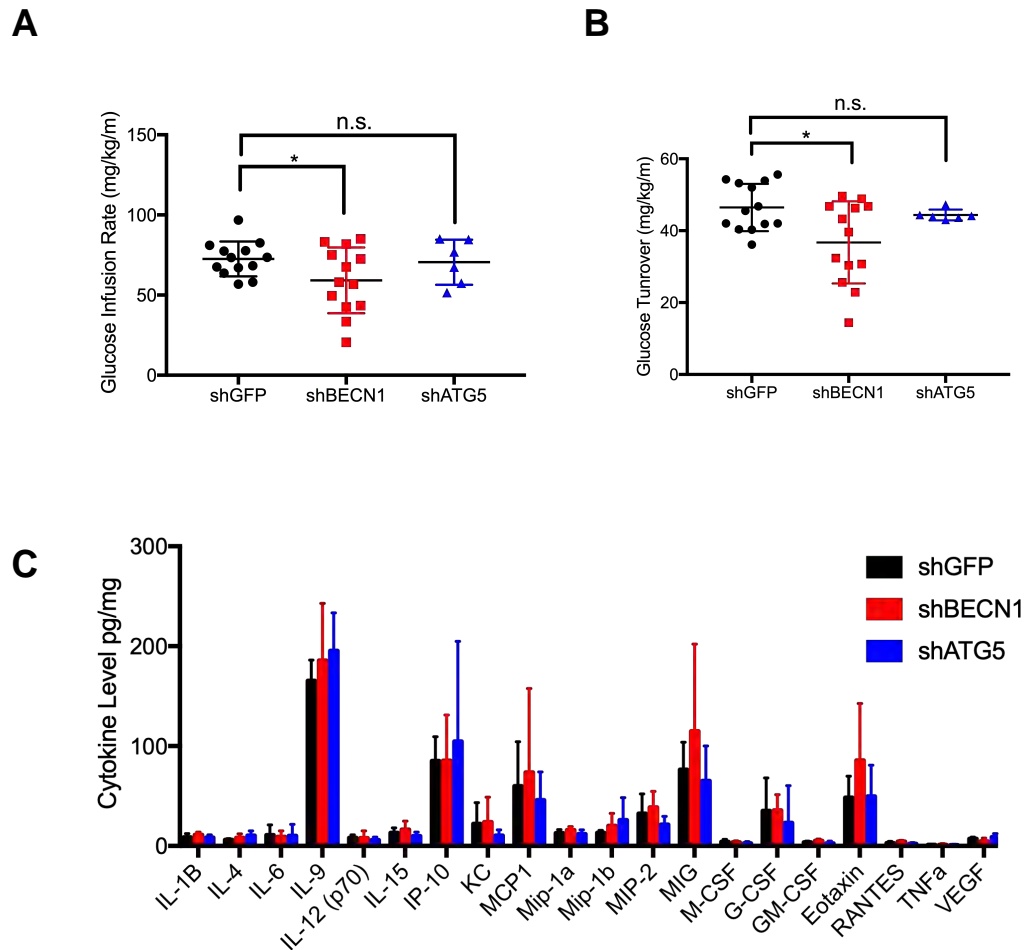 A
B
n.s.
*
Glucose Infusion Rate (mg/kg/m)
150
100
50
0
shGFP
shBECN1
shATG5
n.s.
*
Glucose Turnover (mg/kg/m)
60
40
20
0
shGFP
shBECN1
shATG5
C
Cytokine Level pg/mg
300
200
100
0
shGFP
shBECN1
shATG5
IL-1B
IL-4
IL-6
IL-9
IL-12 (p70)
IL-15
IP-10
KC
MCP1
Mip-1a
Mip-1b
MIP-2
MIG
M-CSF
G-CSF
GM-CSF
Eotaxin
RANTES
TNFa
VEGF